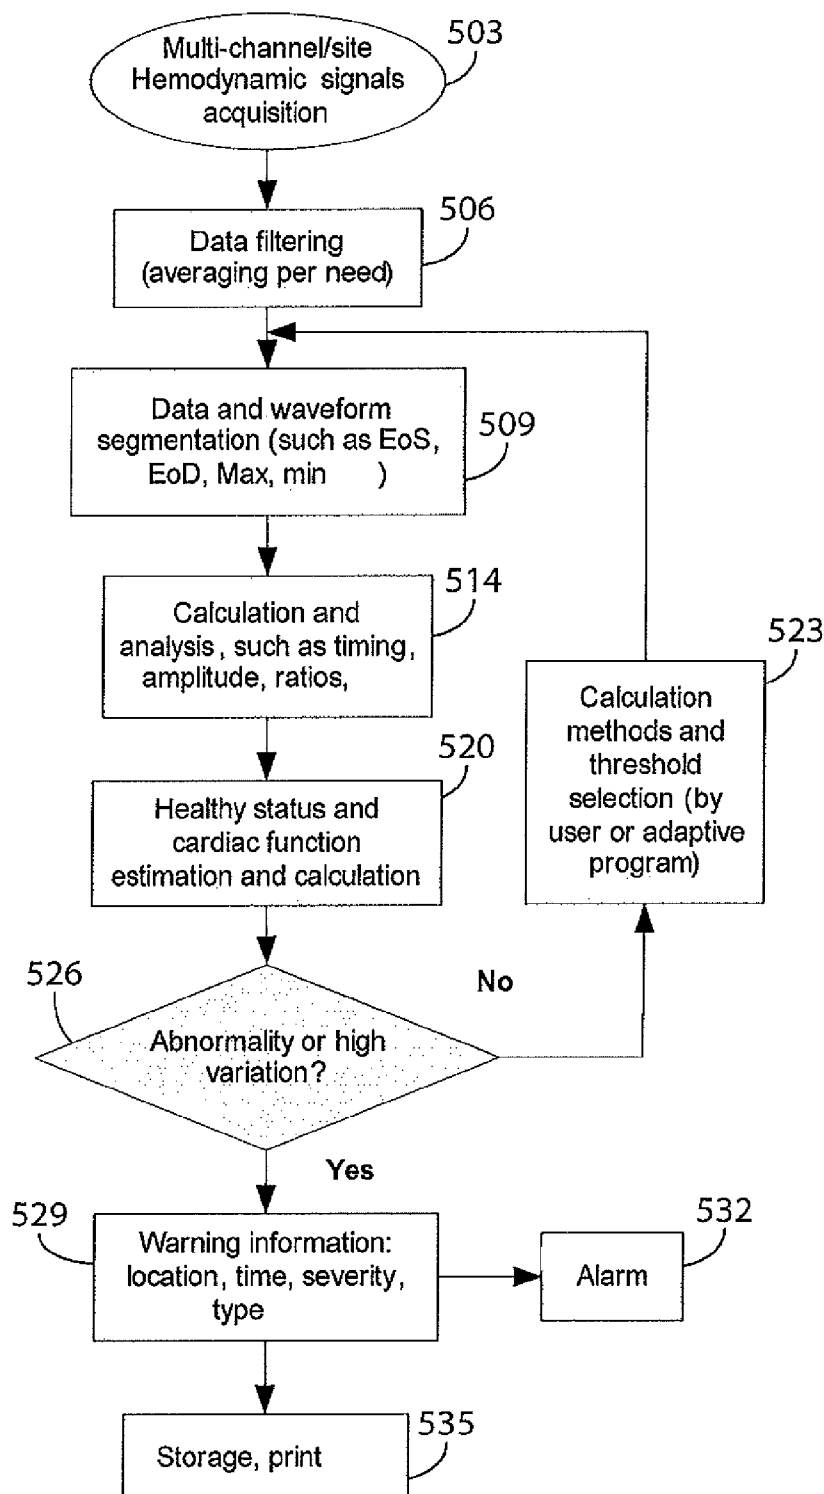 503
Multi-channel/site
Hemodynamic signals
acquisition
506
Data filtering
(averaging per need)
509
Data and waveform
segmentation (such as EoS,
EoD, Max, min )
514
Calculation and
analysis, such as timing,
amplitude, ratios,
523
Calculation
methods and
threshold
selection (by
user or adaptive
program)
520
Healthy status and
cardiac function
estimation and calculation
526
No
Abnormality or high
variation?
Yes
529
Warning information:
location, time, severity,
type
532
Alarm
535
Storage, print